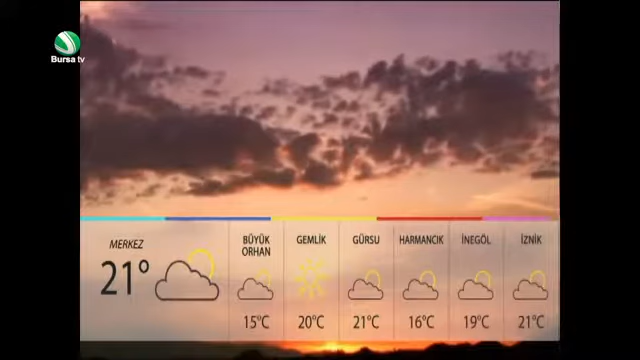 Bursa tv
MERKEZ
21°
BÜYÜK
ORHAN
15°C
GEMLİK
20°C
GÜRSU
21°C
HARMANCIK
16°C
İNEGÖL
19°C
İZNİK
21°C